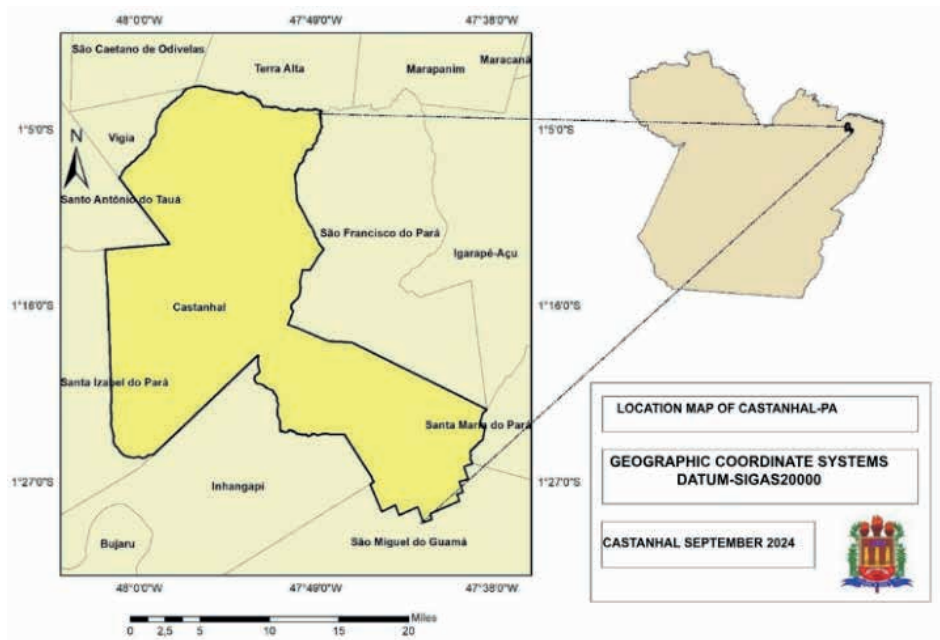 48°0'0"W 47°49'0"W 47°38'0"W
São Caetano de Odivelas
Maracanã
Terra Alta
Marapanim
1°5'0"S
1°5'0"S
N
Vigia
Santo Antônio do Tauá
São Francisco do Pará
Igarapé-Açu
1°16'0"S
Castanhal
1°16'0"S
Santa Izabel do Pará
Santa Maria do Pará
1°27'0"S
Inhangapi
1°27'0"S
Bujaru
São Miguel do Guamá
48°0'0"W 47°49'0"W 47°38'0"W
Miles
0 2,5 5 10 15 20
LOCATION MAP OF CASTANHAL-PA
GEOGRAPHIC COORDINATE SYSTEMS
DATUM-SIGAS20000
CASTANHAL SEPTEMBER 2024